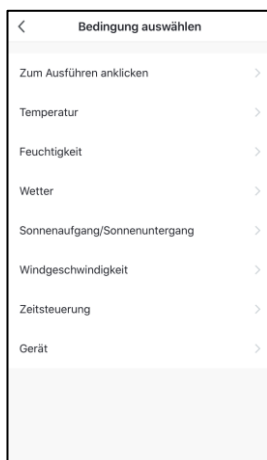 Bedingung auswählen
Zum Ausführen anklicken
Temperatur
Feuchtigkeit
Wetter
Sonnenaufgang/Sonnenuntergang
Windgeschwindigkeit
Zeitsteuerung
Gerät